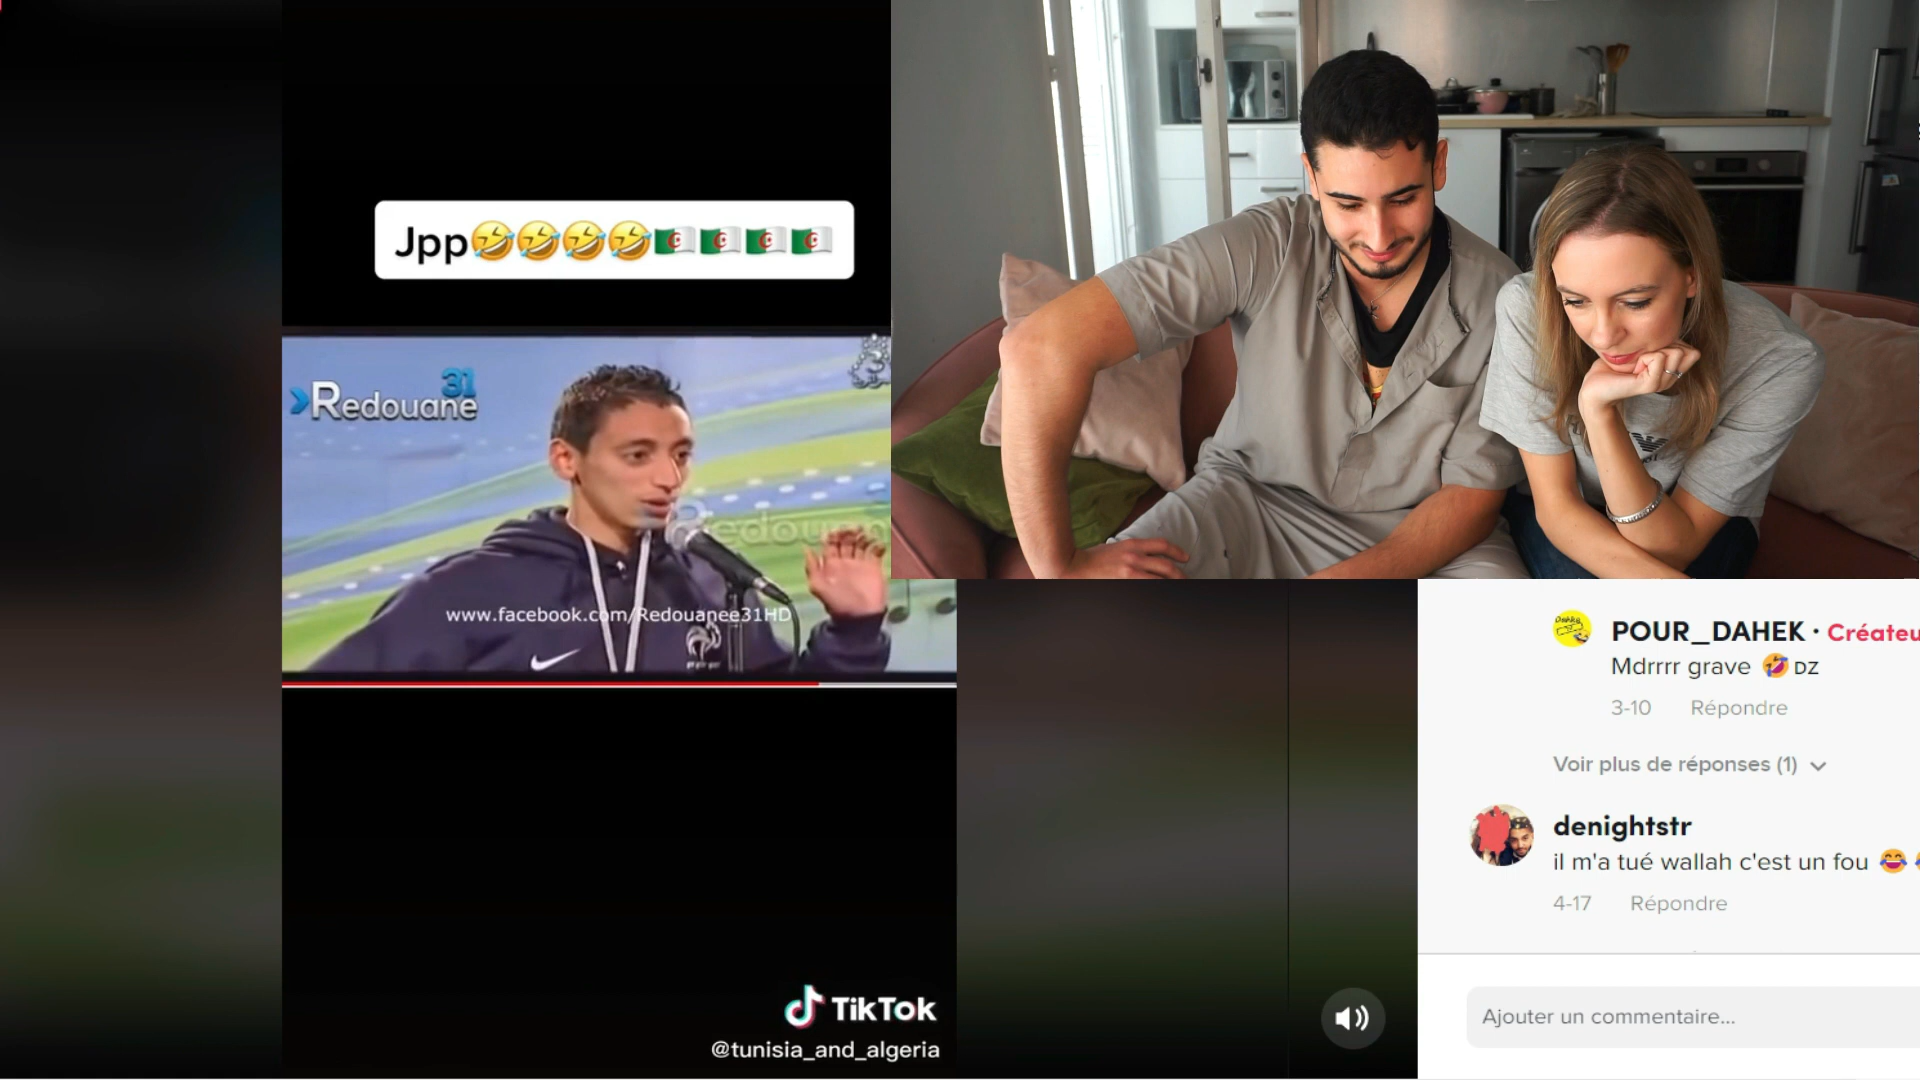 Jpp🤣🤣🤣🤣🇩🇿🇩🇿🇩🇿🇩🇿
Redouane 31
www.facebook.com/Redouanee31HD
TikTok
@tunisia_and_algeria
POUR_DAHEK · Créateu
Mdrrrr grave 🤣 DZ
3-10 Répondre
Voir plus de réponses (1)
denightstr
il m'a tué wallah c'est un fou 😂
4-17 Répondre
Ajouter un commentaire...